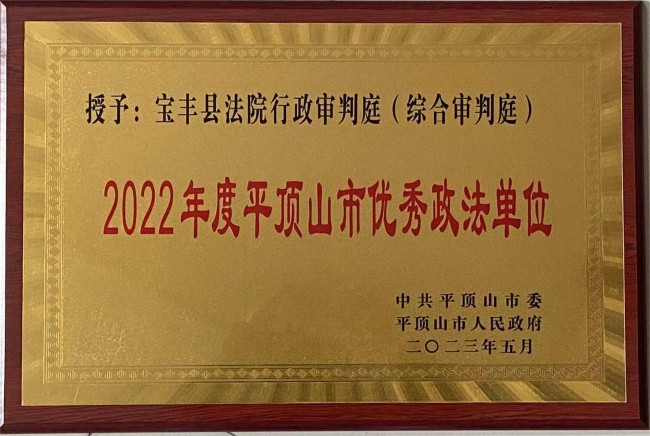 授予：宝丰县法院行政审判庭（综合审判庭）
2022年度平顶山市优秀政法单位
中共平顶山市委
平顶山市人民政府
二〇二三年五月